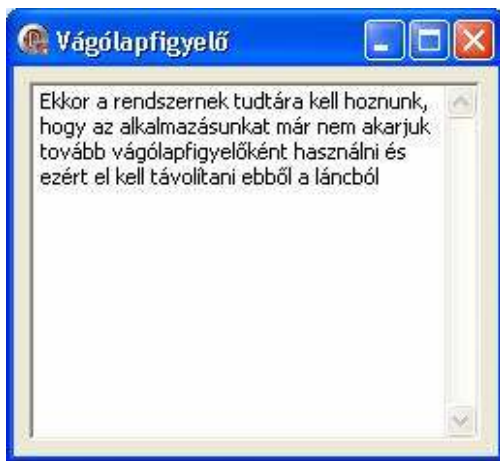 Vágólapfigyelő
Ekkor a rendszernek tudtára kell hoznunk,
hogy az alkalmazásunkat már nem akarjuk
tovább vágólapfigyelőként használni és
ezért el kell távolítani ebből a láncból